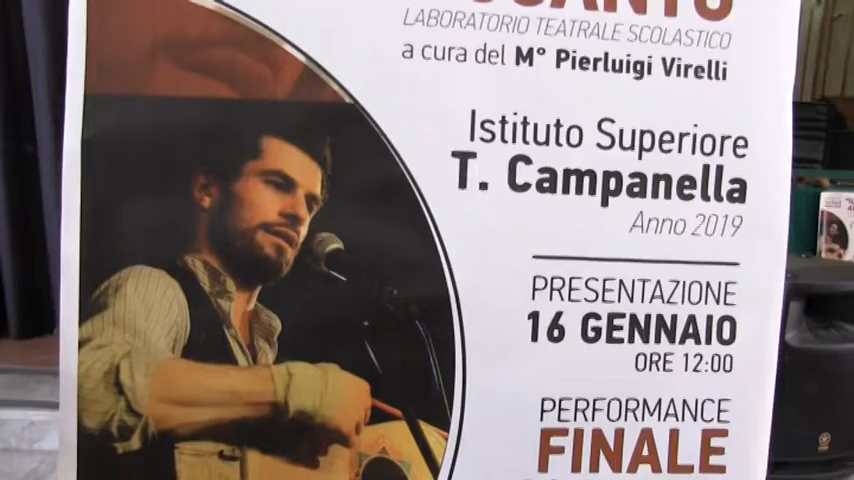 LABORATORIO TEATRALE SCOLASTICO
a cura del M° Pierluigi Virelli
Istituto Superiore
T. Campanella
Anno 2019
PRESENTAZIONE
16 GENNAIO
ORE 12:00
PERFORMANCE
FINALE